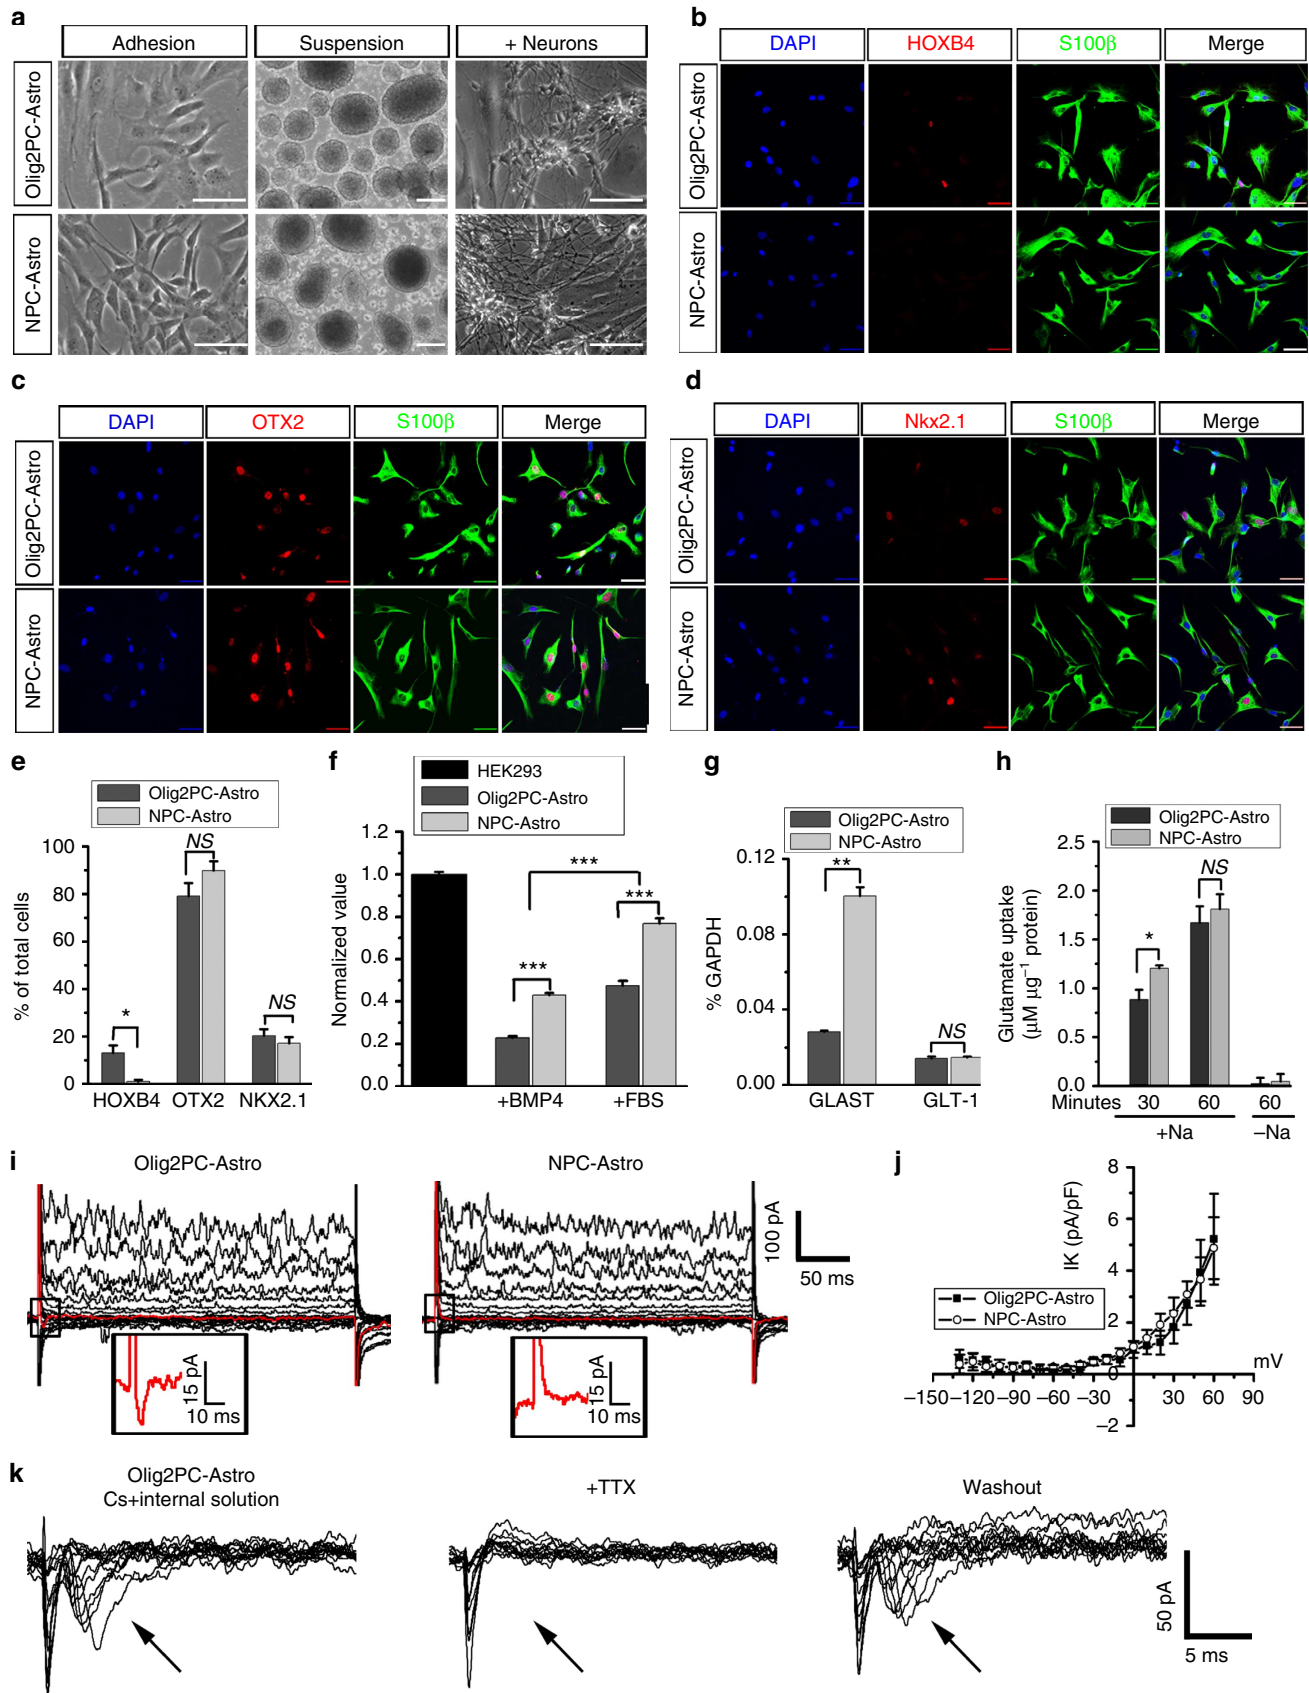 a
Adhesion
Suspension
+ Neurons
Olig2PC-Astro
NPC-Astro
b
DAPI
HOXB4
S100β
Merge
Olig2PC-Astro
NPC-Astro
c
DAPI
OTX2
S100β
Merge
Olig2PC-Astro
NPC-Astro
d
DAPI
Nkx2.1
S100β
Merge
Olig2PC-Astro
NPC-Astro
e
Olig2PC-Astro
NPC-Astro
% of total cells
100
80
60
40
20
0
*
NS
NS
HOXB4 OTX2 NKX2.1
f
HEK293
Olig2PC-Astro
NPC-Astro
Normalized value
1.2
1.0
0.8
0.6
0.4
0.2
0.0
***
***
***
+BMP4 +FBS
g
Olig2PC-Astro
NPC-Astro
% GAPDH
0.12
0.08
0.04
0.00
**
NS
GLAST GLT-1
h
Olig2PC-Astro
NPC-Astro
Glutamate uptake
(μM μg⁻¹ protein)
2.5
2.0
1.5
1.0
0.5
0.0
*
NS
Minutes 30 60 60
+Na –Na
i
Olig2PC-Astro
NPC-Astro
100 pA
50 ms
15 pA
10 ms
15 pA
10 ms
j
IK (pA/pF)
8
6
4
2
0
–2
Olig2PC-Astro
NPC-Astro
mV
–150 –120 –90 –60 –30 30 60 90
k
Olig2PC-Astro
Cs+internal solution
+TTX
Washout
50 pA
5 ms